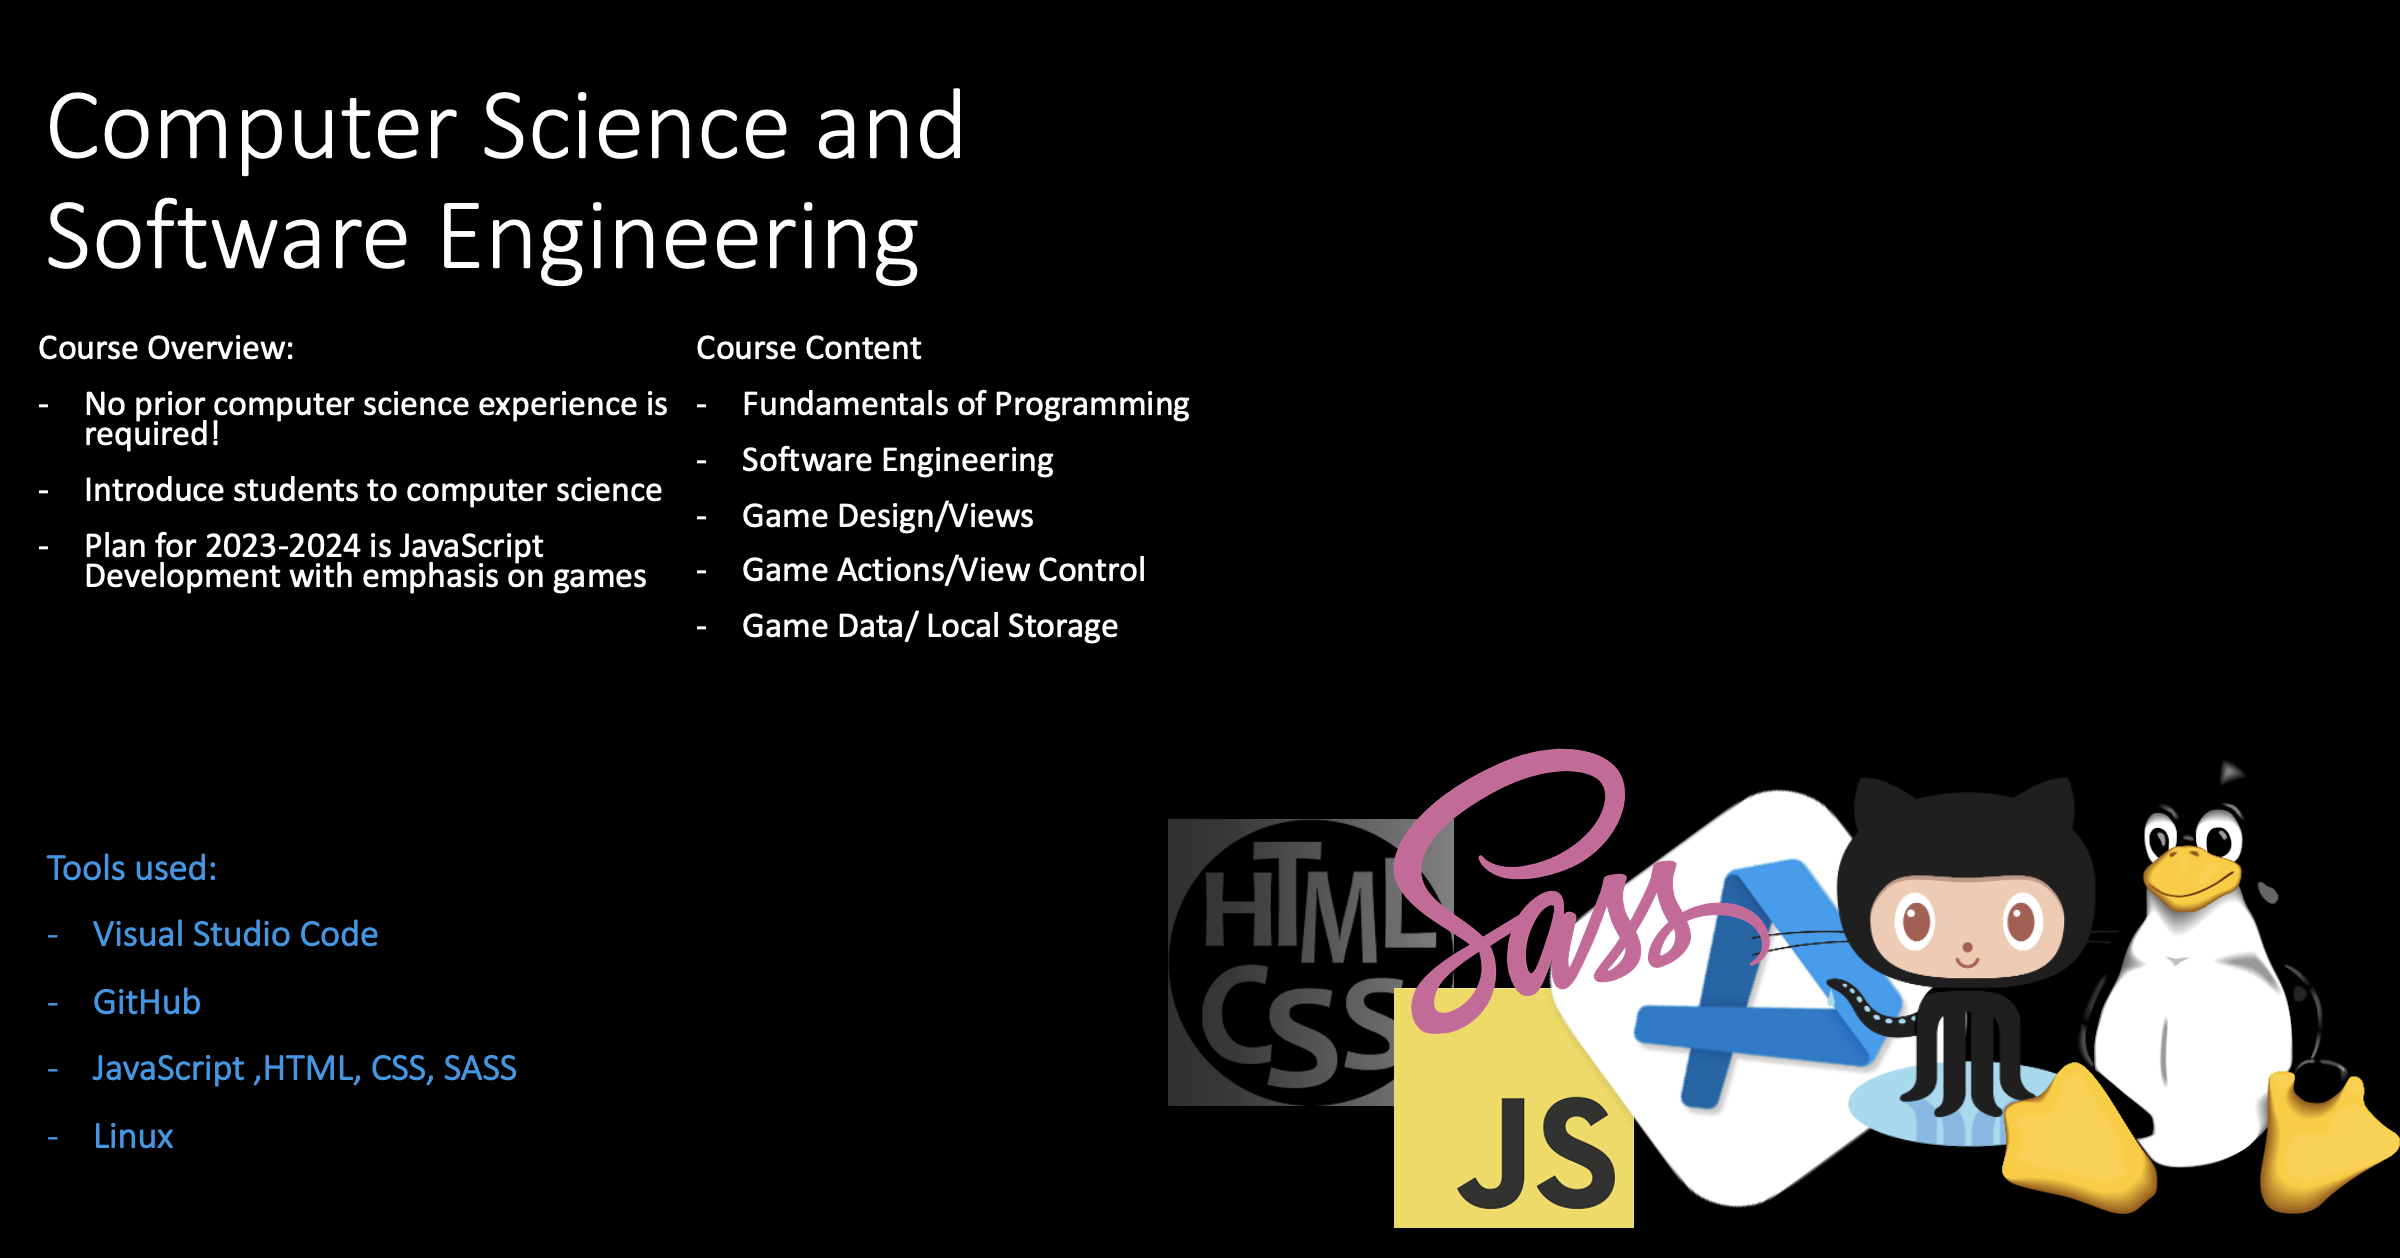 Computer Science and
Software Engineering
Course Overview:
- No prior computer science experience is
required!
- Introduce students to computer science
- Plan for 2023-2024 is JavaScript
Development with emphasis on games
Course Content
- Fundamentals of Programming
- Software Engineering
- Game Design/Views
- Game Actions/View Control
- Game Data/ Local Storage
Tools used:
- Visual Studio Code
- GitHub
- JavaScript ,HTML, CSS, SASS
- Linux
HTML
CSS
Sass
JS